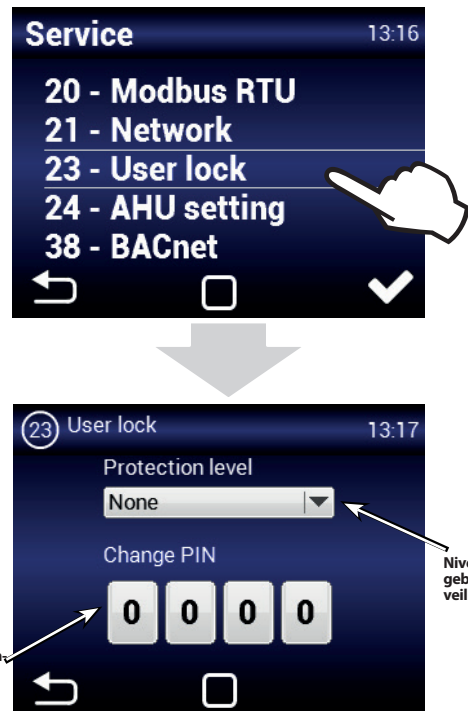 Service 13:16
20 - Modbus RTU
21 - Network
23 - User lock
24 - AHU setting
38 - BACnet
23 User lock 13:17
Protection level
None
Change PIN
0 0 0 0